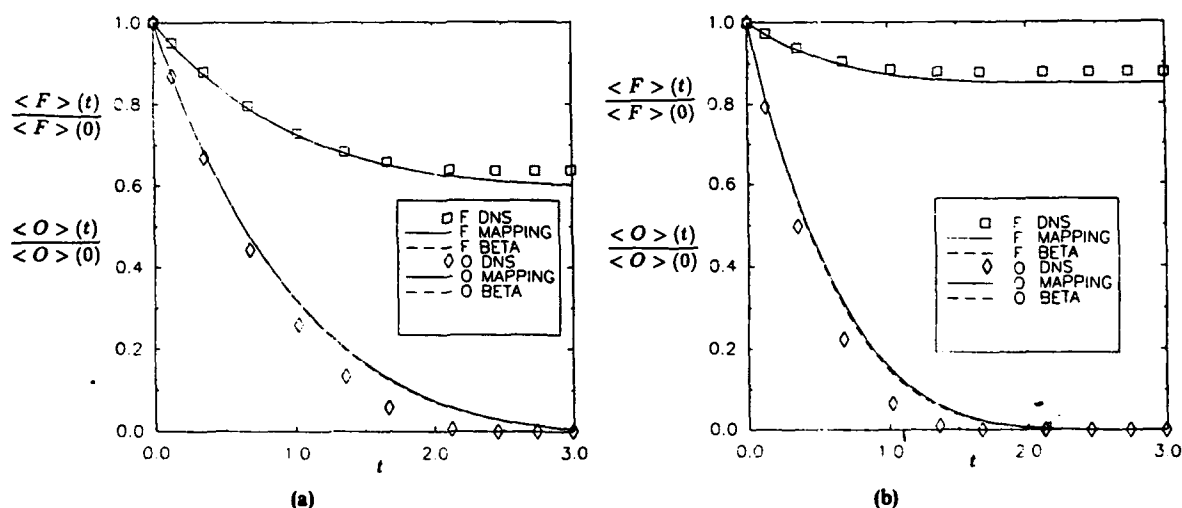 <F>(t)
<F>(0)
<O>(t)
<O>(0)
1.0
0.8
0.6
0.4
0.2
0.0
0.0
1.0
2.0
3.0
t
F DNS
F MAPPING
F BETA
O DNS
O MAPPING
O BETA
(a)
<F>(t)
<F>(0)
<O>(t)
<O>(0)
1.0
0.8
0.6
0.4
0.2
0.0
0.0
1.0
2.0
3.0
t
F DNS
F MAPPING
F BETA
O DNS
O MAPPING
O BETA
(b)